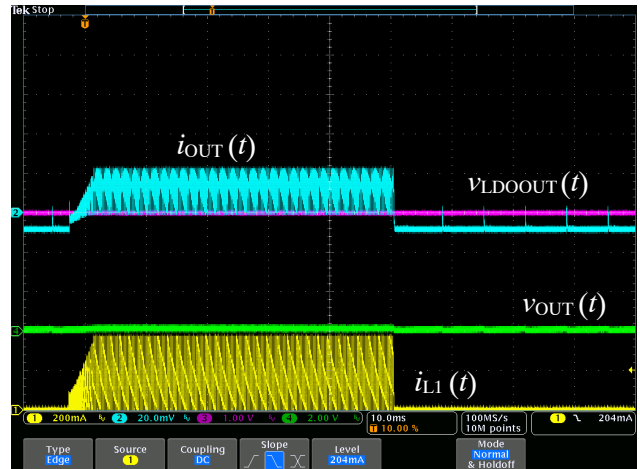 Tek Stop
T
T
iOUT(t)
vLDOOUT(t)
2
vOUT(t)
4
iL1(t)
1
1 200mA 2 20.0mV 3 1.00 V 4 2.00 V 10.0ms 100MS/s 1 204mA
T 10.00 % 10M points
Type Source Coupling Slope Level Mode
Edge 1 DC 204mA Normal
& Holdoff